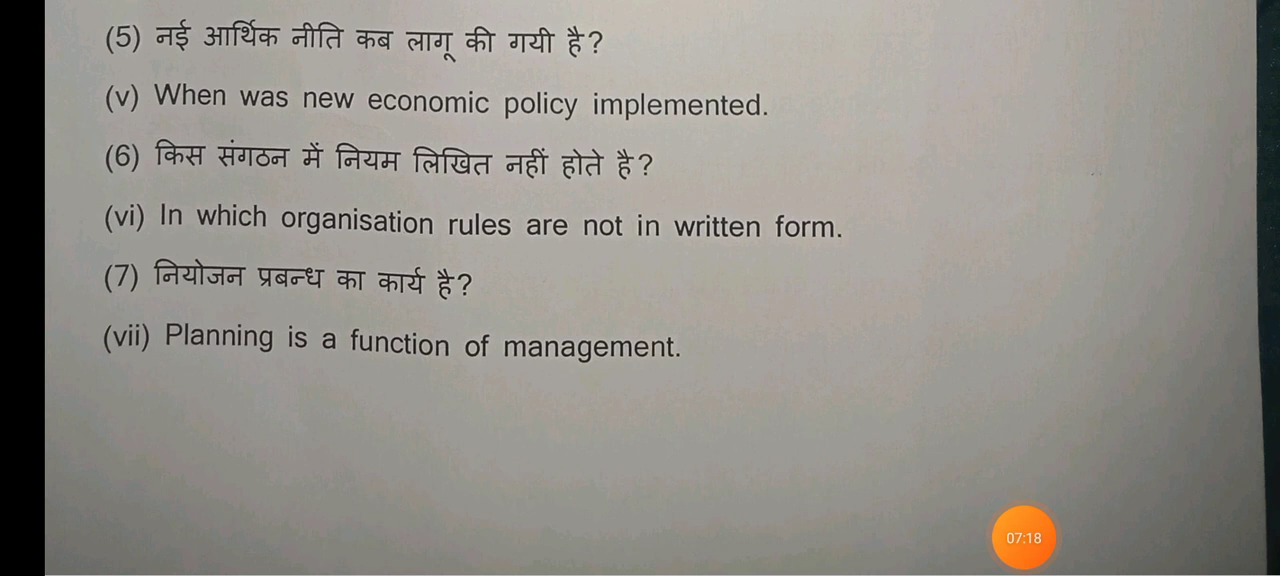 (5) नई आर्थिक नीति कब लागू की गयी है?
(v) When was new economic policy implemented.
(6) किस संगठन में नियम लिखित नहीं होते है?
(vi) In which organisation rules are not in written form.
(7) नियोजन प्रबन्ध का कार्य है?
(vii) Planning is a function of management.
07:18